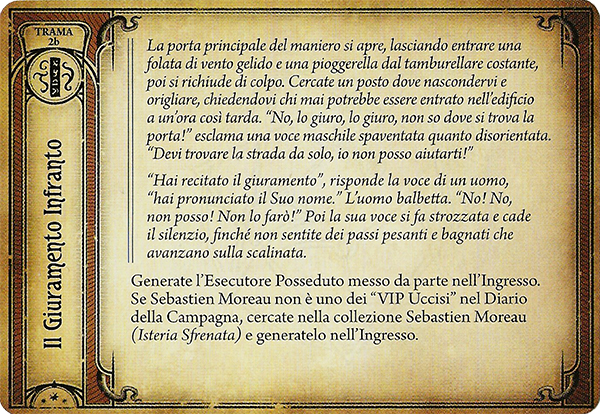 TRAMA
2b
Il Giuramento Infranto
La porta principale del maniero si apre, lasciando entrare una
folata di vento gelido e una pioggerella dal tamburellare costante,
poi si richiude di colpo. Cercate un posto dove nascondervi e
origliare, chiedendovi chi mai potrebbe essere entrato nell’edificio
a un’ora così tarda. “No, lo giuro, lo giuro, non so dove si trova la
porta!” esclama una voce maschile spaventata quanto disorientata.
“Devi trovare la strada da solo, io non posso aiutarti!”
“Hai recitato il giuramento”, risponde la voce di un uomo,
“hai pronunciato il Suo nome.” L’uomo balbetta. “No! No,
non posso! Non lo farò!” Poi la sua voce si fa strozzata e cade
il silenzio, finché non sentite dei passi pesanti e bagnati che
avanzano sulla scalinata.
Generate l’Esecutore Posseduto messo da parte nell’Ingresso.
Se Sebastien Moreau non è uno dei “VIP Uccisi” nel Diario
della Campagna, cercate nella collezione Sebastien Moreau
(Isteria Sfrenata) e generatelo nell’Ingresso.